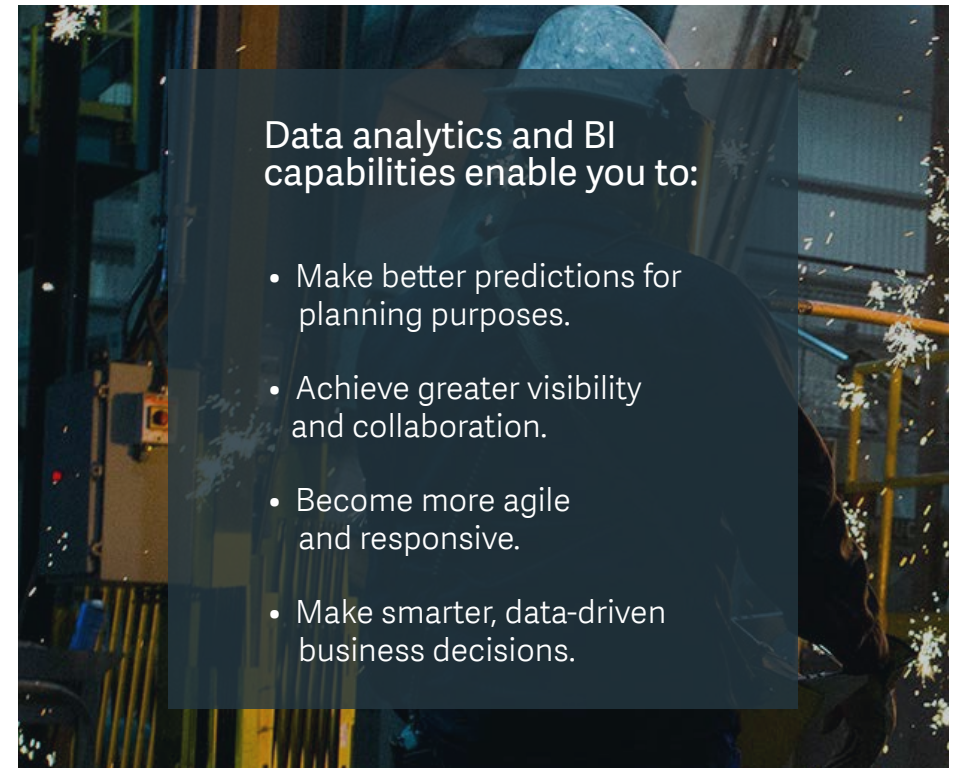 Data analytics and BI
capabilities enable you to:
• Make better predictions for
planning purposes.
• Achieve greater visibility
and collaboration.
• Become more agile
and responsive.
• Make smarter, data-driven
business decisions.